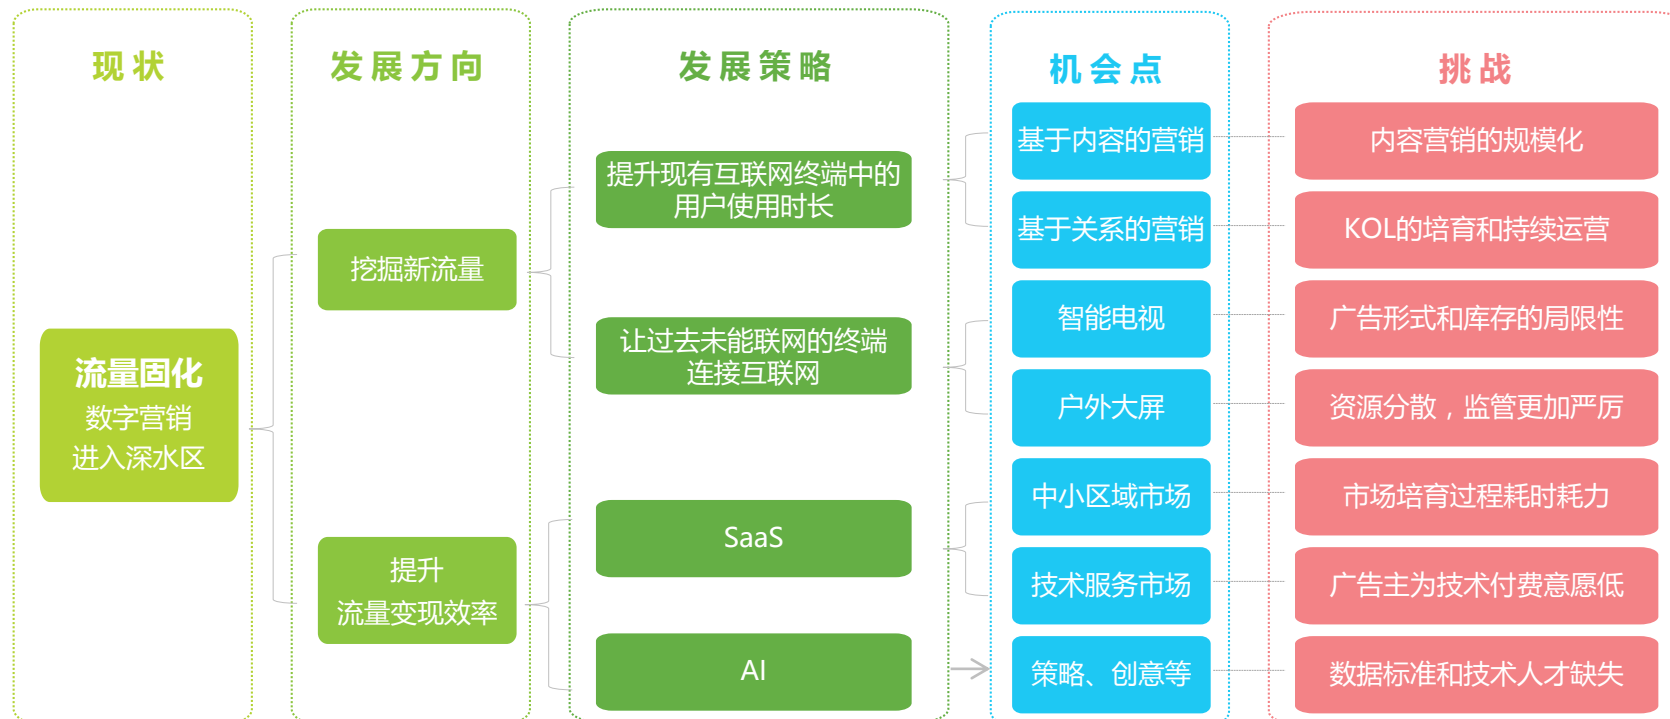 现状
流量固化
数字营销
进入深水区
发展方向
挖掘新流量
提升
流量变现效率
发展策略
提升现有互联网终端中的
用户使用时长
让过去未能联网的终端
连接互联网
SaaS
AI
机会点
基于内容的营销
基于关系的营销
智能电视
户外大屏
中小区域市场
技术服务市场
策略、创意等
挑战
内容营销的规模化
KOL的培育和持续运营
广告形式和库存的局限性
资源分散，监管更加严厉
市场培育过程耗时耗力
广告主为技术付费意愿低
数据标准和技术人才缺失